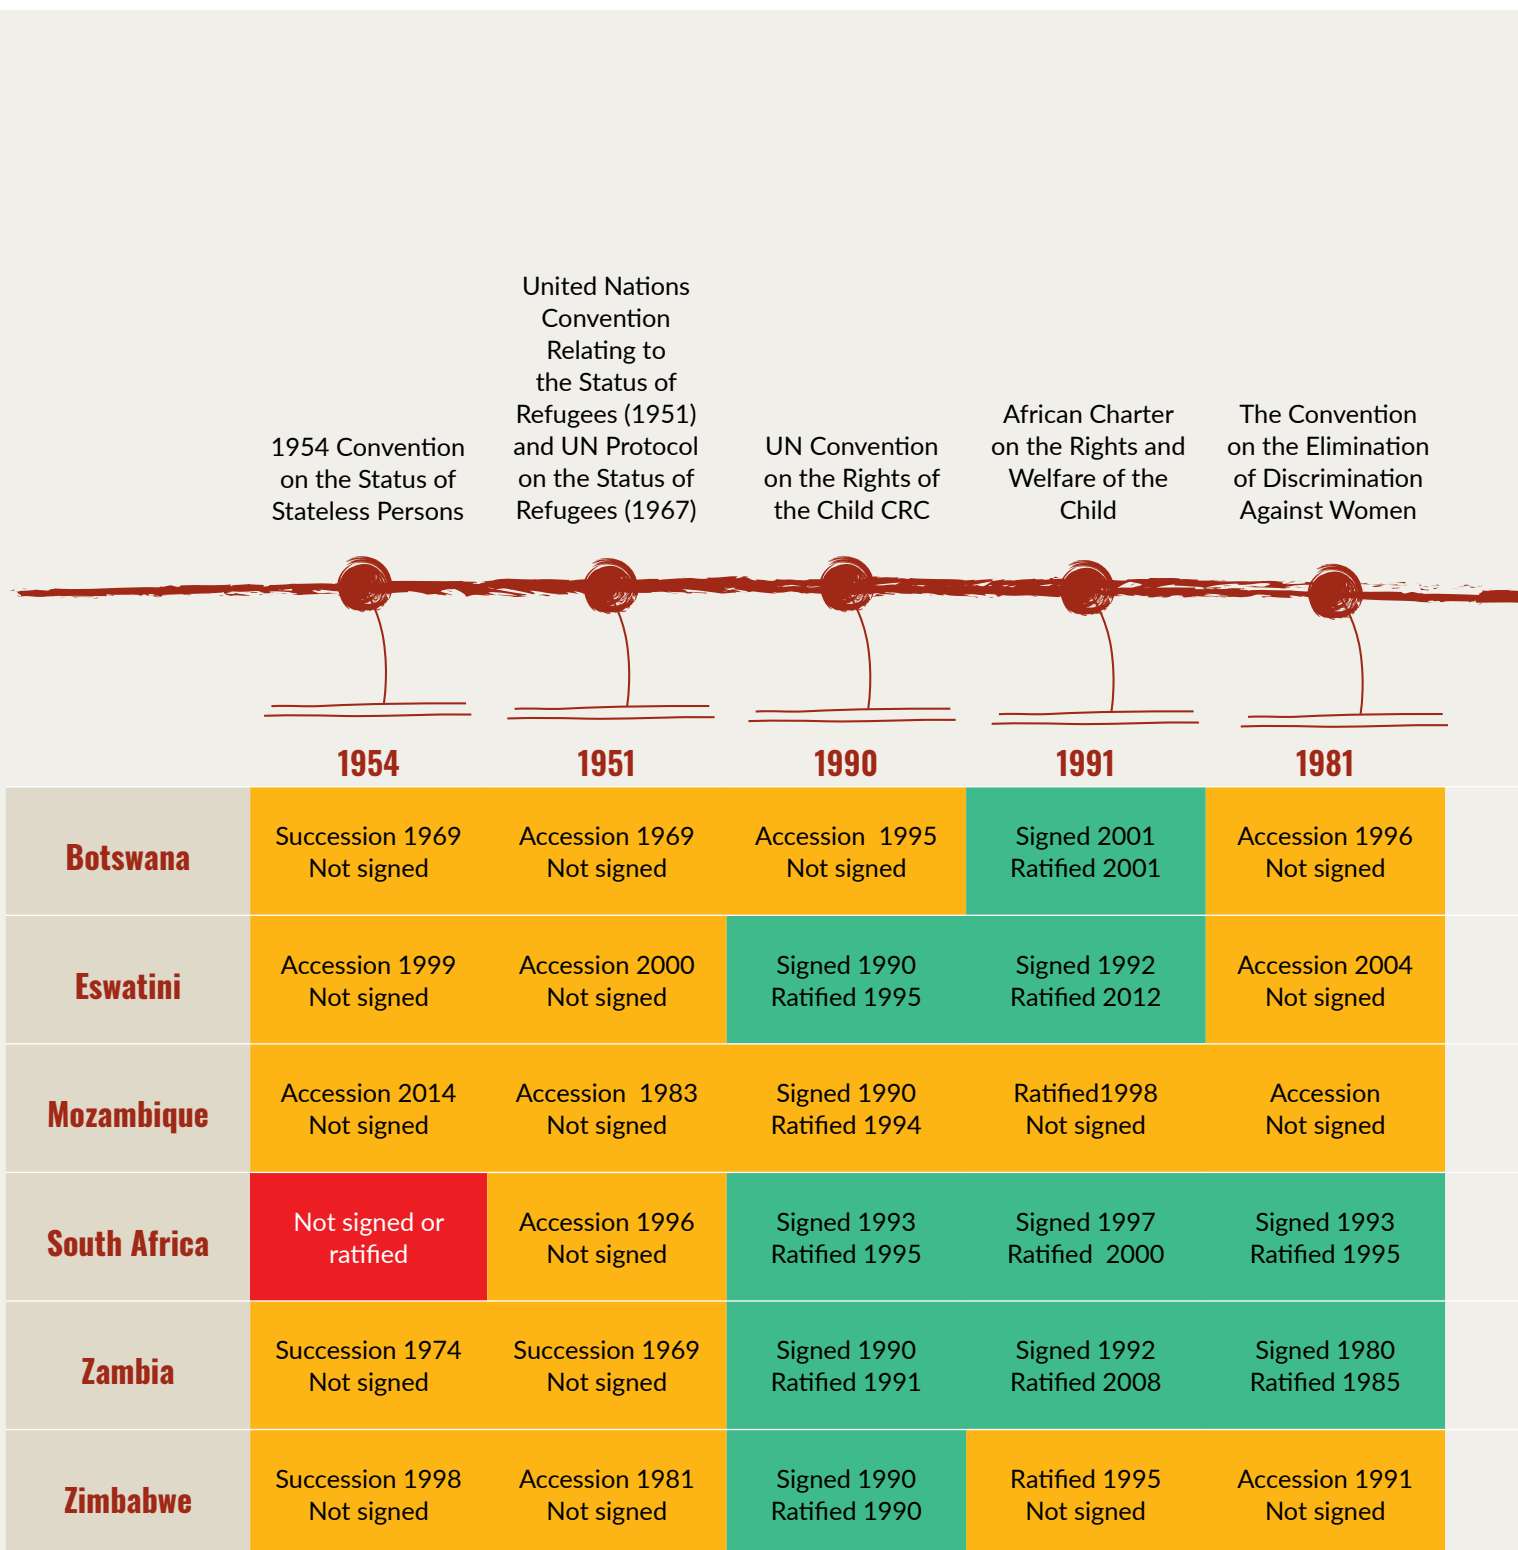 1954 Convention
on the Status of
Stateless Persons
United Nations
Convention
Relating to
the Status of
Refugees (1951)
and UN Protocol
on the Status of
Refugees (1967)
UN Convention
on the Rights of
the Child CRC
African Charter
on the Rights and
Welfare of the
Child
The Convention
on the Elimination
of Discrimination
Against Women
1954
1951
1990
1991
1981
Botswana
Succession 1969
Not signed
Accession 1969
Not signed
Accession 1995
Not signed
Signed 2001
Ratified 2001
Accession 1996
Not signed
Eswatini
Accession 1999
Not signed
Accession 2000
Not signed
Signed 1990
Ratified 1995
Signed 1992
Ratified 2012
Accession 2004
Not signed
Mozambique
Accession 2014
Not signed
Accession 1983
Not signed
Signed 1990
Ratified 1994
Ratified1998
Not signed
Accession
Not signed
South Africa
Not signed or
ratified
Accession 1996
Not signed
Signed 1993
Ratified 1995
Signed 1997
Ratified 2000
Signed 1993
Ratified 1995
Zambia
Succession 1974
Not signed
Succession 1969
Not signed
Signed 1990
Ratified 1991
Signed 1992
Ratified 2008
Signed 1980
Ratified 1985
Zimbabwe
Succession 1998
Not signed
Accession 1981
Not signed
Signed 1990
Ratified 1990
Ratified 1995
Not signed
Accession 1991
Not signed